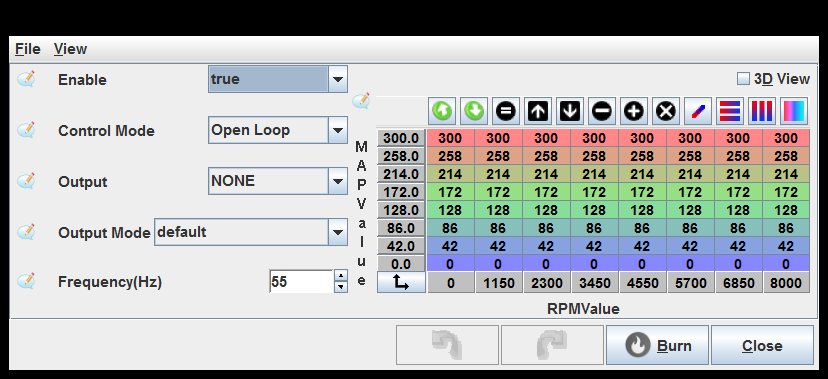 File View
Enable true
3D View
Control Mode Open Loop
Output NONE
Output Mode default
Frequency(Hz) 55
MAPValue
300.0 300 300 300 300 300 300 300 300
258.0 258 258 258 258 258 258 258 258
214.0 214 214 214 214 214 214 214 214
172.0 172 172 172 172 172 172 172 172
128.0 128 128 128 128 128 128 128 128
86.0 86 86 86 86 86 86 86 86
42.0 42 42 42 42 42 42 42 42
0.0 0 0 0 0 0 0 0 0
0 1150 2300 3450 4550 5700 6850 8000
RPMValue
Burn Close